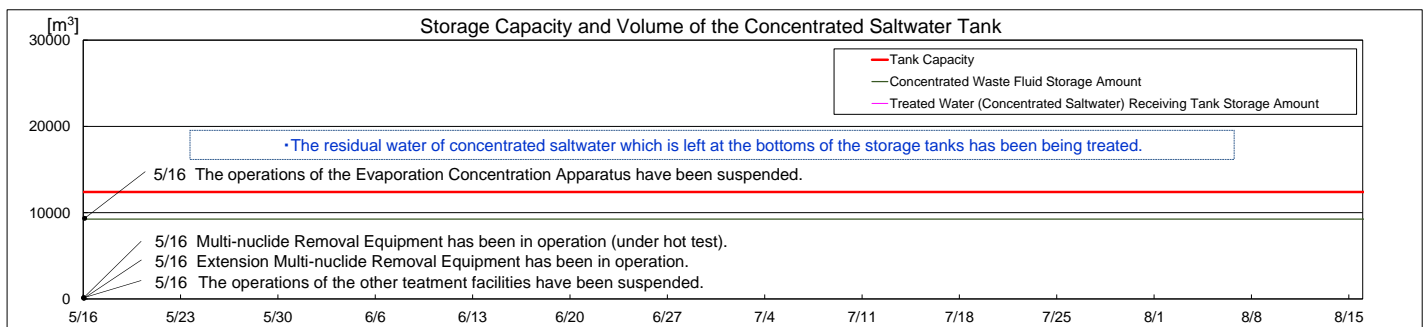 Storage Capacity and Volume of the Concentrated Saltwater Tank
[m³]
30000
Tank Capacity
Concentrated Waste Fluid Storage Amount
Treated Water (Concentrated Saltwater) Receiving Tank Storage Amount
20000
・The residual water of concentrated saltwater which is left at the bottoms of the storage tanks has been being treated.
5/16 The operations of the Evaporation Concentration Apparatus have been suspended.
10000
5/16 Multi-nuclide Removal Equipment has been in operation (under hot test).
5/16 Extension Multi-nuclide Removal Equipment has been in operation.
5/16 The operations of the other teatment facilities have been suspended.
0
5/16 5/23 5/30 6/6 6/13 6/20 6/27 7/4 7/11 7/18 7/25 8/1 8/8 8/15